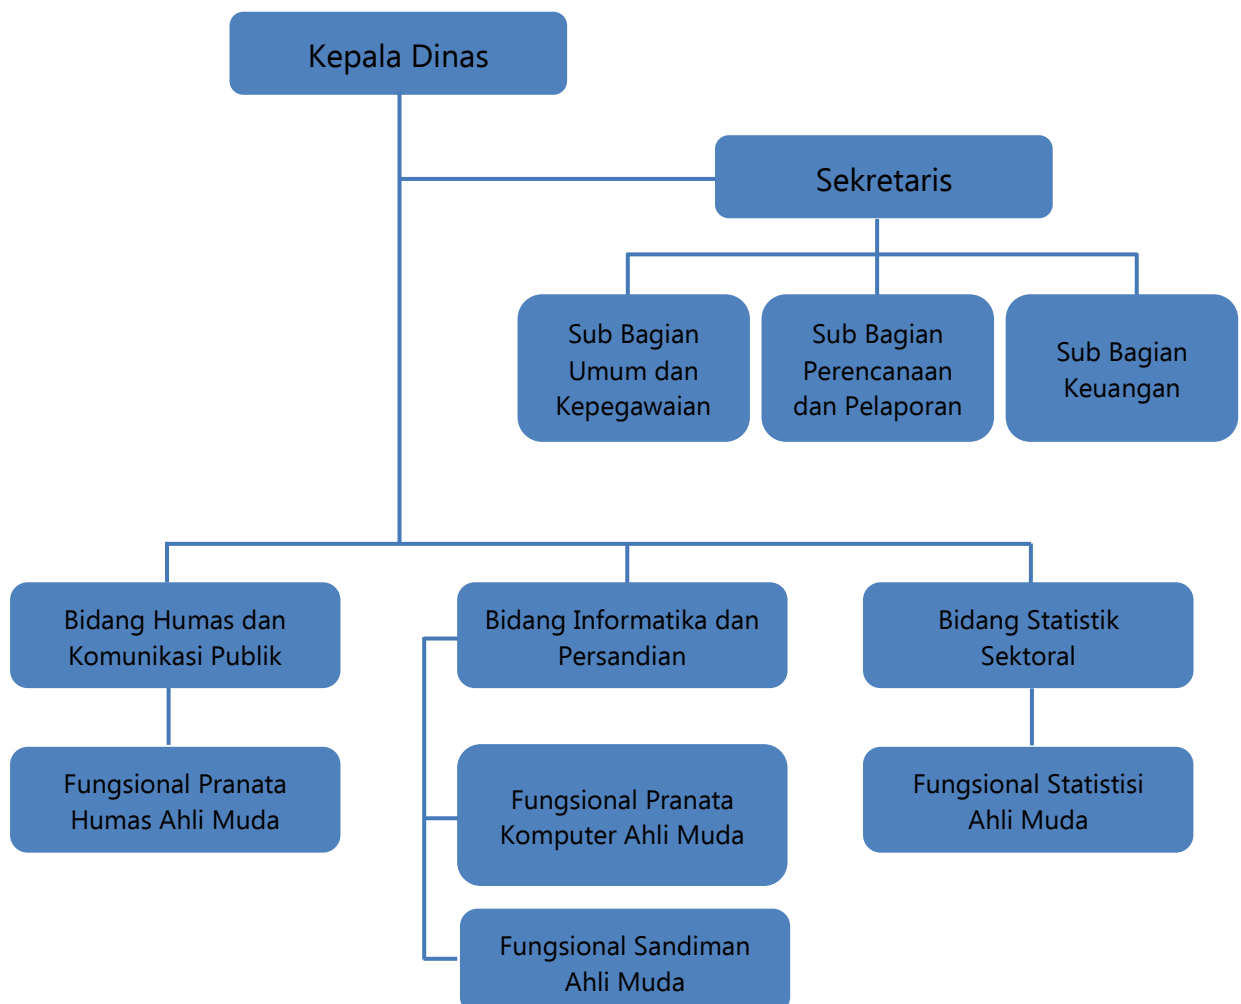 Kepala Dinas
Sekretaris
Sub Bagian
Umum dan
Kepegawaian
Sub Bagian
Perencanaan
dan Pelaporan
Sub Bagian
Keuangan
Bidang Humas dan
Komunikasi Publik
Bidang Informatika dan
Persandian
Bidang Statistik
Sektoral
Fungsional Pranata
Humas Ahli Muda
Fungsional Pranata
Komputer Ahli Muda
Fungsional Statistisi
Ahli Muda
Fungsional Sandiman
Ahli Muda